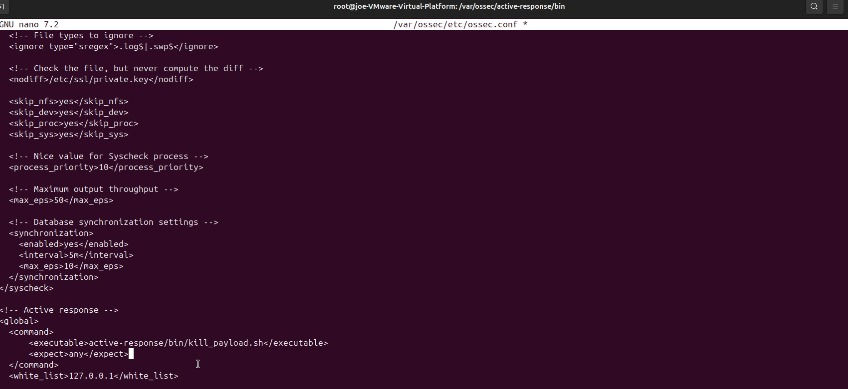 root@joe-VMware-Virtual-Platform: /var/ossec/active-response/bin
GNU nano 7.2 /var/ossec/etc/ossec.conf *
<!-- File types to ignore -->
<ignore type="sregex">.log$|.swp$</ignore>
<!-- Check the file, but never compute the diff -->
<nodiff>/etc/ssl/private.key</nodiff>
<skip_nfs>yes</skip_nfs>
<skip_dev>yes</skip_dev>
<skip_proc>yes</skip_proc>
<skip_sys>yes</skip_sys>
<!-- Nice value for Syscheck process -->
<process_priority>10</process_priority>
<!-- Maximum output throughput -->
<max_eps>50</max_eps>
<!-- Database synchronization settings -->
<synchronization>
<enabled>yes</enabled>
<interval>5m</interval>
<max_eps>10</max_eps>
</synchronization>
</syscheck>
<!-- Active response -->
<global>
<command>
<executable>active-response/bin/kill_payload.sh</executable>
<expect>any</expect>
</command>
<white_list>127.0.0.1</white_list>